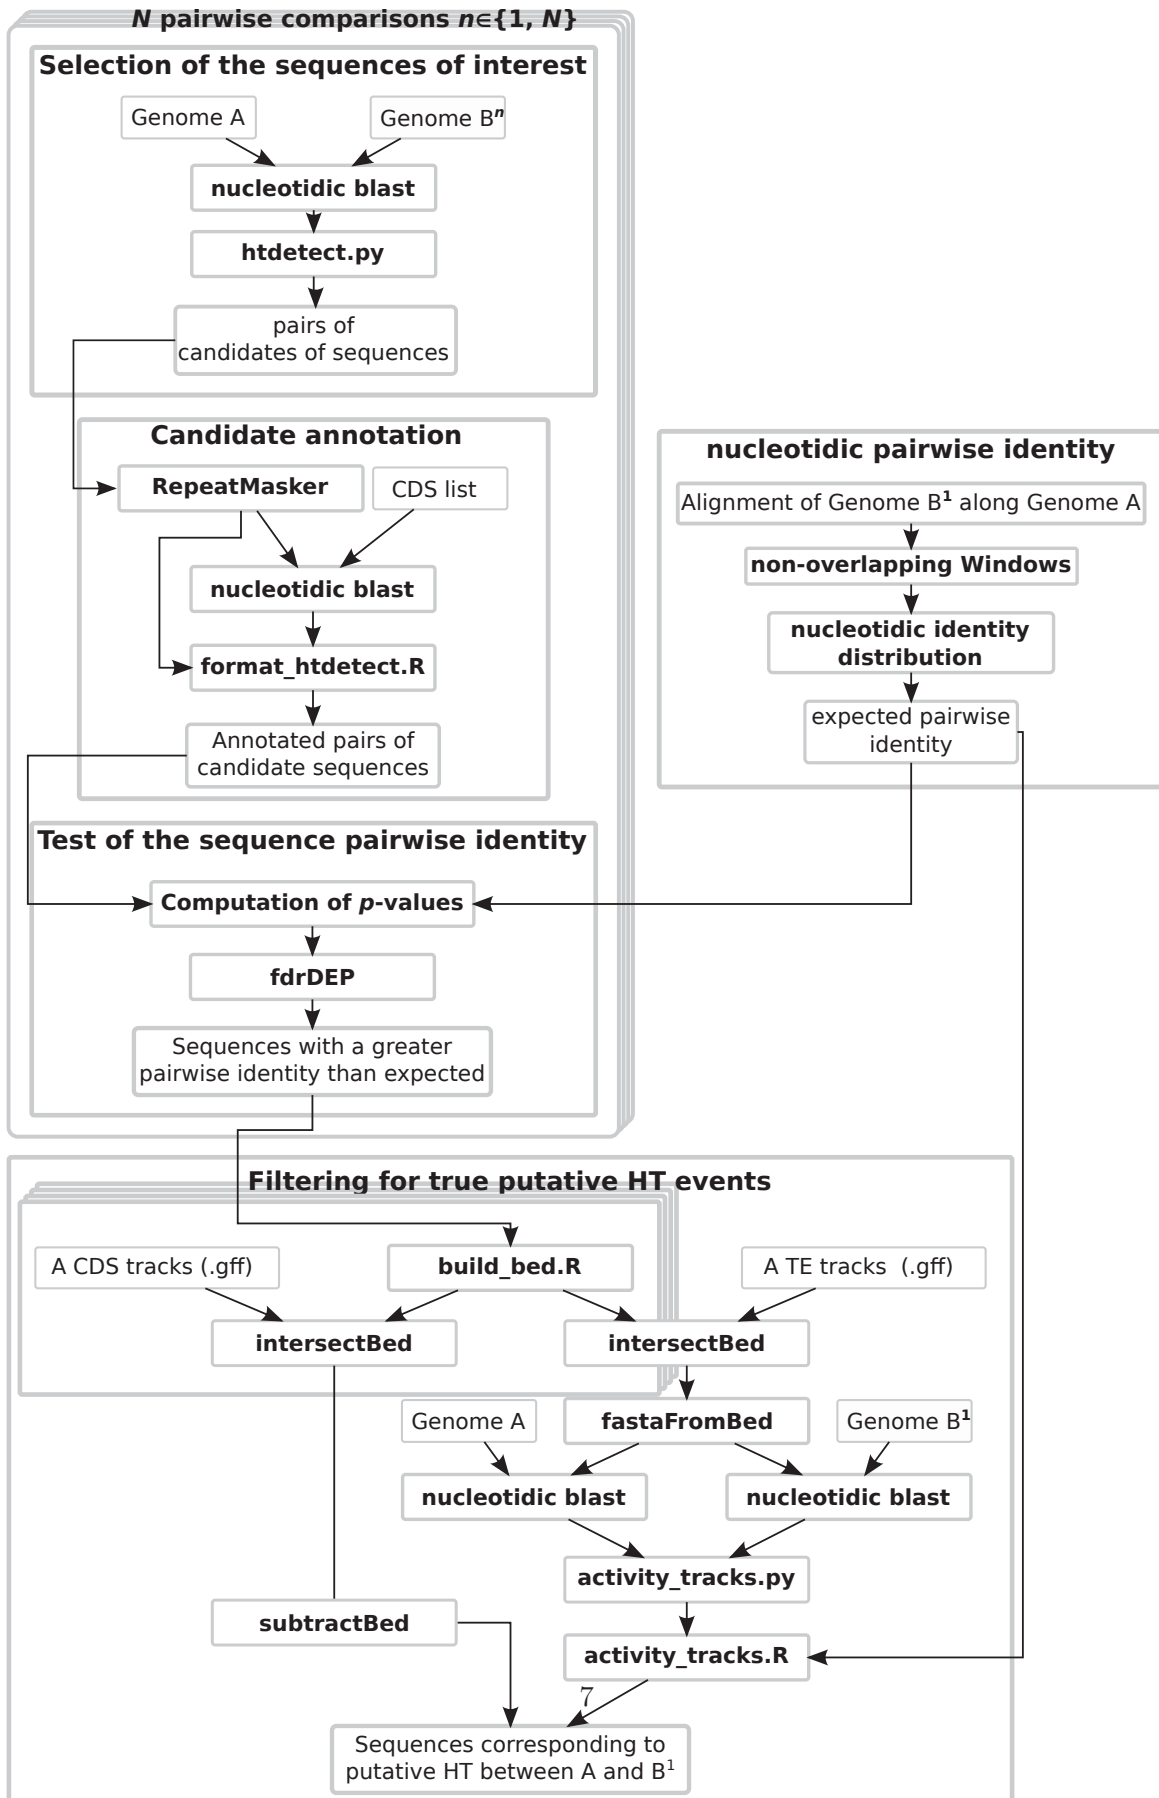 N pairwise comparisons n∈{1, N}
Selection of the sequences of interest
Genome A
Genome Bⁿ
nucleotidic blast
htdetect.py
pairs of
candidates of sequences
Candidate annotation
RepeatMasker
CDS list
nucleotidic blast
format_htdetect.R
Annotated pairs of
candidate sequences
nucleotidic pairwise identity
Alignment of Genome B¹ along Genome A
non-overlapping Windows
nucleotidic identity
distribution
expected pairwise
identity
Test of the sequence pairwise identity
Computation of p-values
fdrDEP
Sequences with a greater
pairwise identity than expected
Filtering for true putative HT events
A CDS tracks (.gff)
build_bed.R
A TE tracks (.gff)
intersectBed
intersectBed
Genome A
fastaFromBed
Genome B¹
nucleotidic blast
nucleotidic blast
activity_tracks.py
subtractBed
activity_tracks.R
7
Sequences corresponding to
putative HT between A and B¹